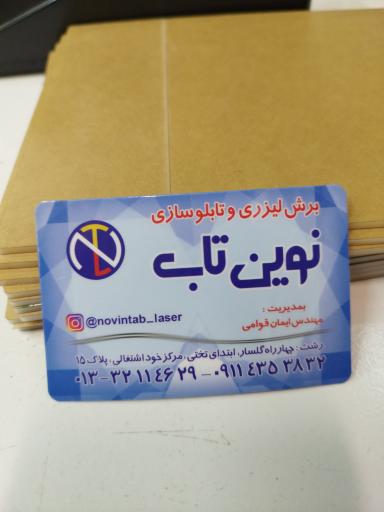 برش لیزری و تابلوسازی
نوین تاب
NTL
بمدیریت :
مهندس ایمان قوامی
@novintab_laser
رشت : چهارراه گلسار، ابتدای تختی، مرکز خود اشتغالی، پلاک ۱۵
۰۱۳-۳۲ ۱۱ ۴۶ ۲۹ - ۰۹۱۱ ۴۳۵ ۳۸۳۲